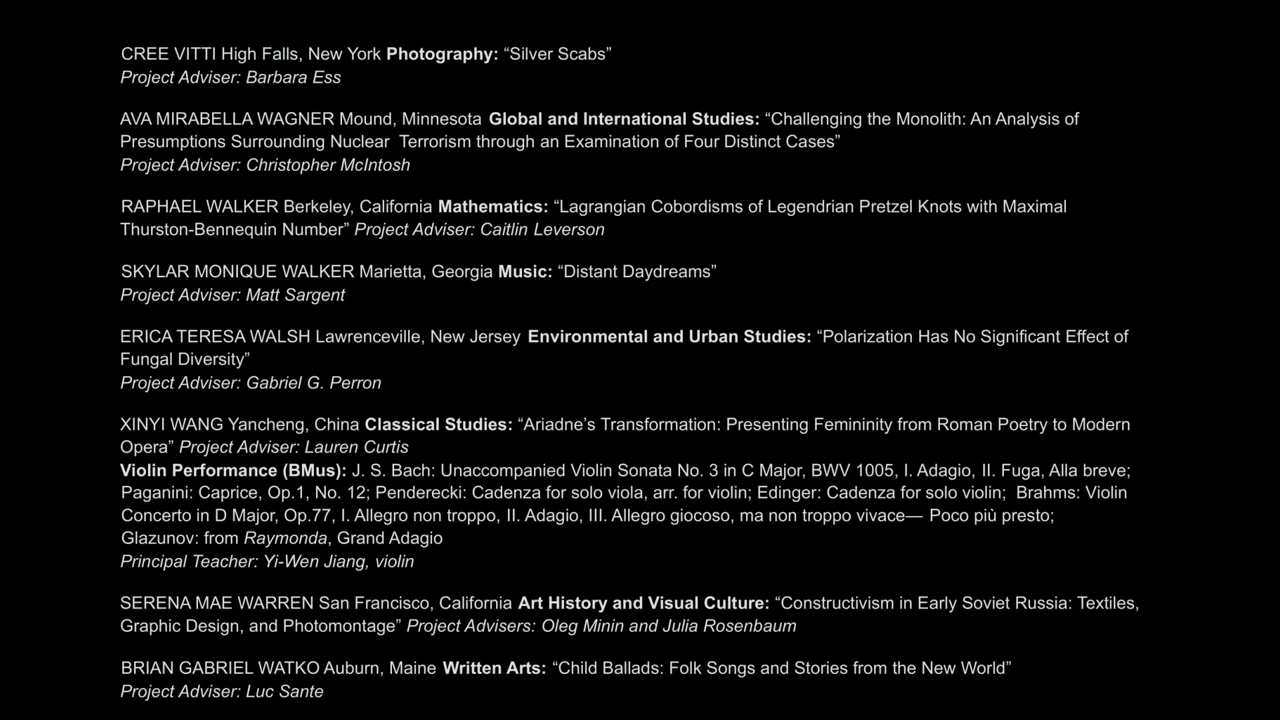 CREE VITTI High Falls, New York Photography: “Silver Scabs”
Project Adviser: Barbara Ess
AVA MIRABELLA WAGNER Mound, Minnesota Global and International Studies: “Challenging the Monolith: An Analysis of
Presumptions Surrounding Nuclear Terrorism through an Examination of Four Distinct Cases”
Project Adviser: Christopher McIntosh
RAPHAEL WALKER Berkeley, California Mathematics: “Lagrangian Cobordisms of Legendrian Pretzel Knots with Maximal
Thurston-Bennequin Number” Project Adviser: Caitlin Leverson
SKYLAR MONIQUE WALKER Marietta, Georgia Music: “Distant Daydreams”
Project Adviser: Matt Sargent
ERICA TERESA WALSH Lawrenceville, New Jersey Environmental and Urban Studies: “Polarization Has No Significant Effect of
Fungal Diversity”
Project Adviser: Gabriel G. Perron
XINYI WANG Yancheng, China Classical Studies: “Ariadne’s Transformation: Presenting Femininity from Roman Poetry to Modern
Opera” Project Adviser: Lauren Curtis
Violin Performance (BMus): J. S. Bach: Unaccompanied Violin Sonata No. 3 in C Major, BWV 1005, I. Adagio, II. Fuga, Alla breve;
Paganini: Caprice, Op.1, No. 12; Penderecki: Cadenza for solo viola, arr. for violin; Edinger: Cadenza for solo violin; Brahms: Violin
Concerto in D Major, Op.77, I. Allegro non troppo, II. Adagio, III. Allegro giocoso, ma non troppo vivace— Poco più presto;
Glazunov: from Raymonda, Grand Adagio
Principal Teacher: Yi-Wen Jiang, violin
SERENA MAE WARREN San Francisco, California Art History and Visual Culture: “Constructivism in Early Soviet Russia: Textiles,
Graphic Design, and Photomontage” Project Advisers: Oleg Minin and Julia Rosenbaum
BRIAN GABRIEL WATKO Auburn, Maine Written Arts: “Child Ballads: Folk Songs and Stories from the New World”
Project Adviser: Luc Sante